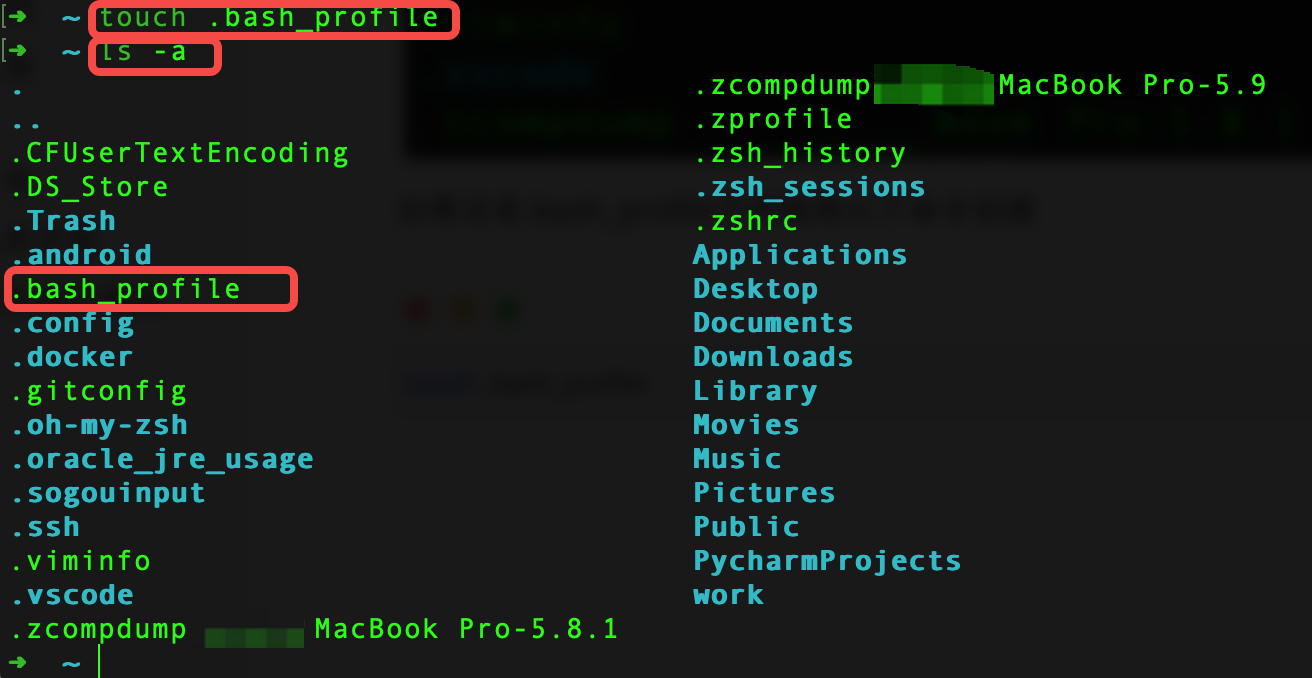 ➜ ~ touch .bash_profile
➜ ~ ls -a
.
..
.CFUserTextEncoding
.DS_Store
.Trash
.android
.bash_profile
.config
.docker
.gitconfig
.oh-my-zsh
.oracle_jre_usage
.sogouinput
.ssh
.viminfo
.vscode
.zcompdump MacBook Pro-5.8.1
.zcompdump MacBook Pro-5.9
.zprofile
.zsh_history
.zsh_sessions
.zshrc
Applications
Desktop
Documents
Downloads
Library
Movies
Music
Pictures
Public
PycharmProjects
work
➜ ~